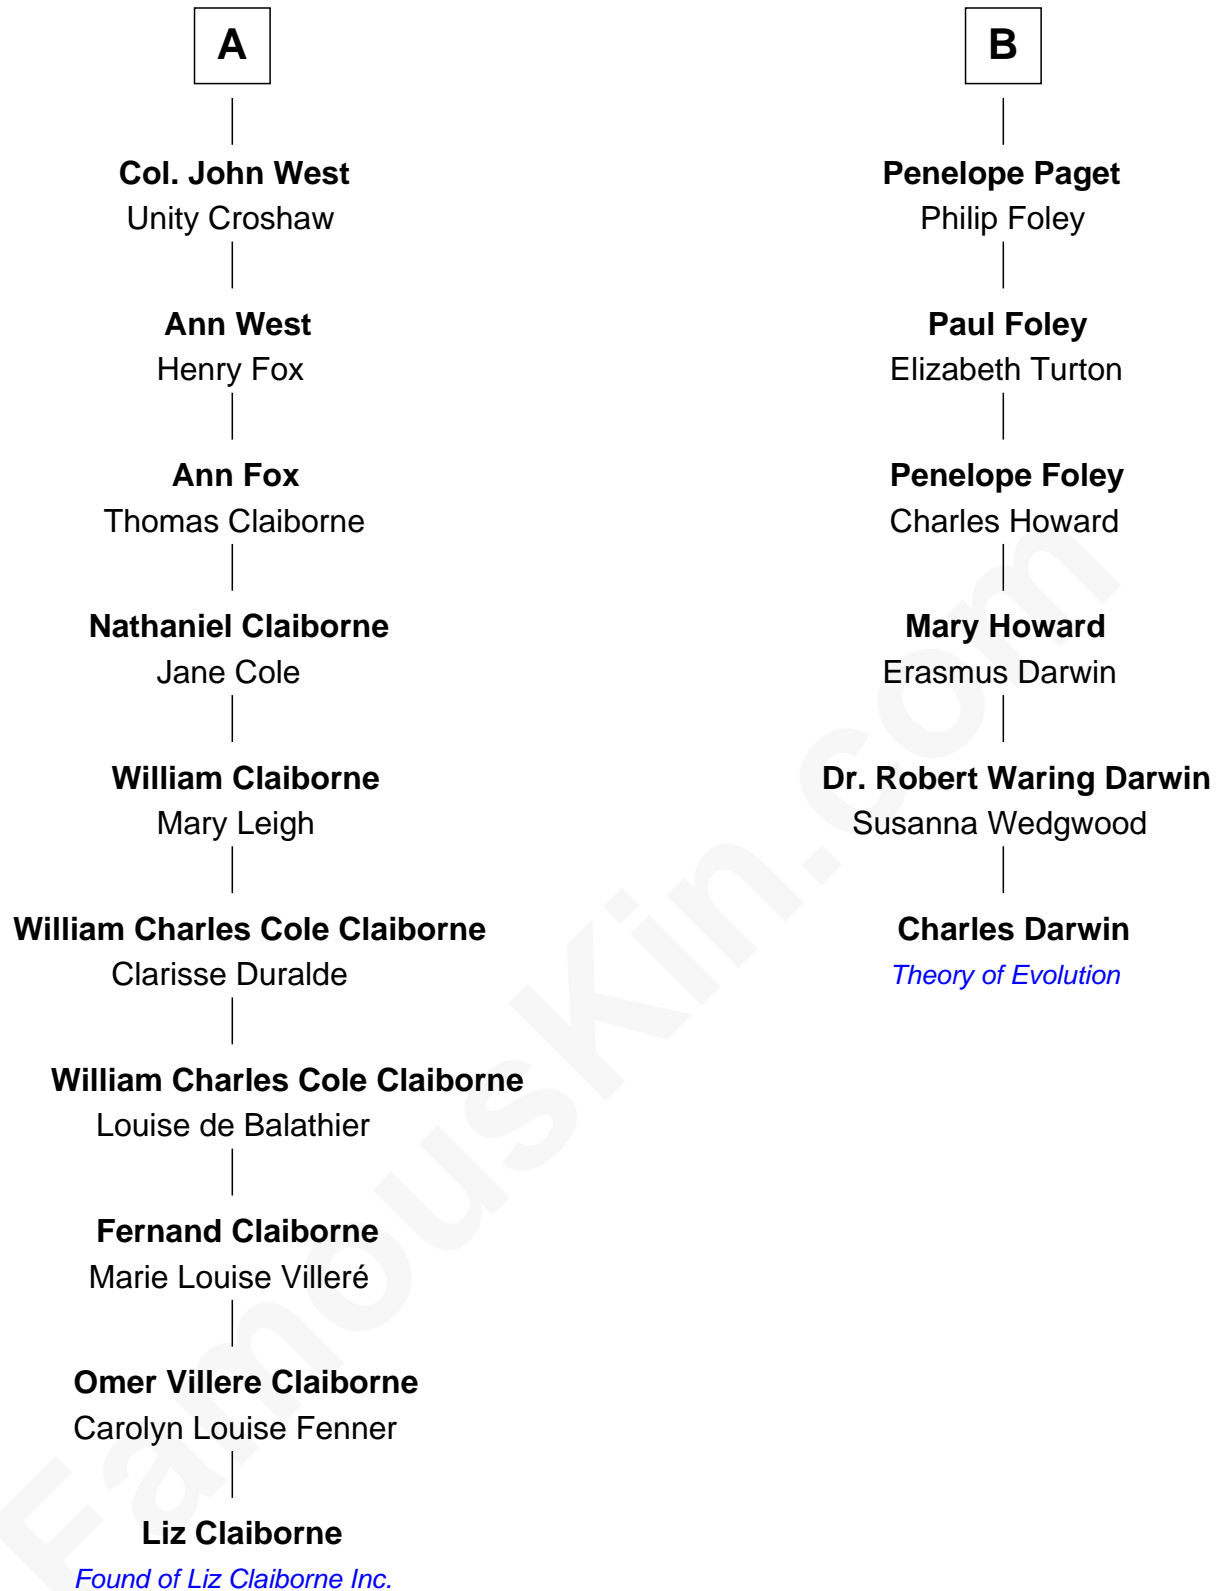 A
Col. John West
Unity Croshaw
Ann West
Henry Fox
Ann Fox
Thomas Claiborne
Nathaniel Claiborne
Jane Cole
William Claiborne
Mary Leigh
William Charles Cole Claiborne
Clarisse Duralde
William Charles Cole Claiborne
Louise de Balathier
Fernand Claiborne
Marie Louise Villeré
Omer Villere Claiborne
Carolyn Louise Fenner
Liz Claiborne
Found of Liz Claiborne Inc.
B
Penelope Paget
Philip Foley
Paul Foley
Elizabeth Turton
Penelope Foley
Charles Howard
Mary Howard
Erasmus Darwin
Dr. Robert Waring Darwin
Susanna Wedgwood
Charles Darwin
Theory of Evolution
FamousKin.com